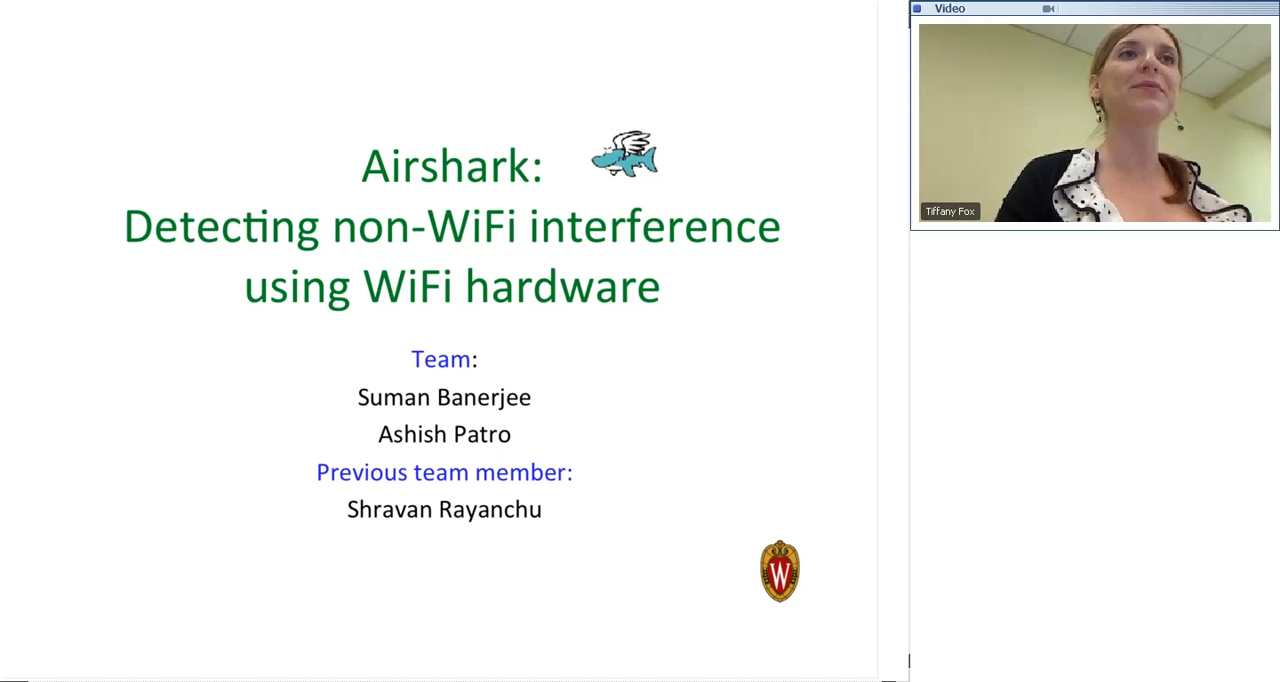 Airshark:
Detecting non-WiFi interference
using WiFi hardware
Team:
Suman Banerjee
Ashish Patro
Previous team member:
Shravan Rayanchu
W
Video
Tiffany Fox